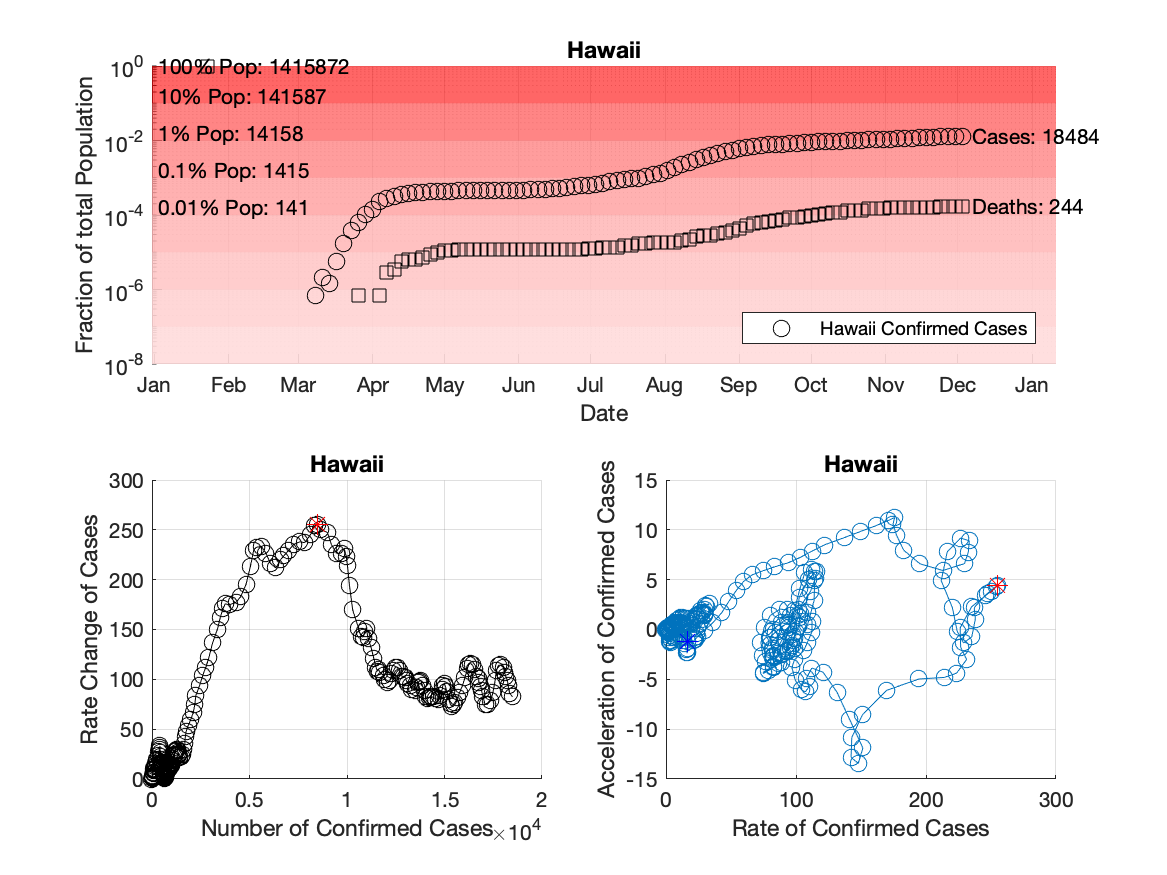 Hawaii
10^0
10^-2
10^-4
10^-6
10^-8
Fraction of total Population
100% Pop: 1415872
10% Pop: 141587
1% Pop: 14158
0.1% Pop: 1415
0.01% Pop: 141
Cases: 18484
Deaths: 244
Hawaii Confirmed Cases
Jan Feb Mar Apr May Jun Jul Aug Sep Oct Nov Dec Jan
Date
Hawaii
300
250
200
150
100
50
0
Rate Change of Cases
0 0.5 1 1.5 2
Number of Confirmed Cases ×10^4
Hawaii
15
10
5
0
-5
-10
-15
Acceleration of Confirmed Cases
0 100 200 300
Rate of Confirmed Cases